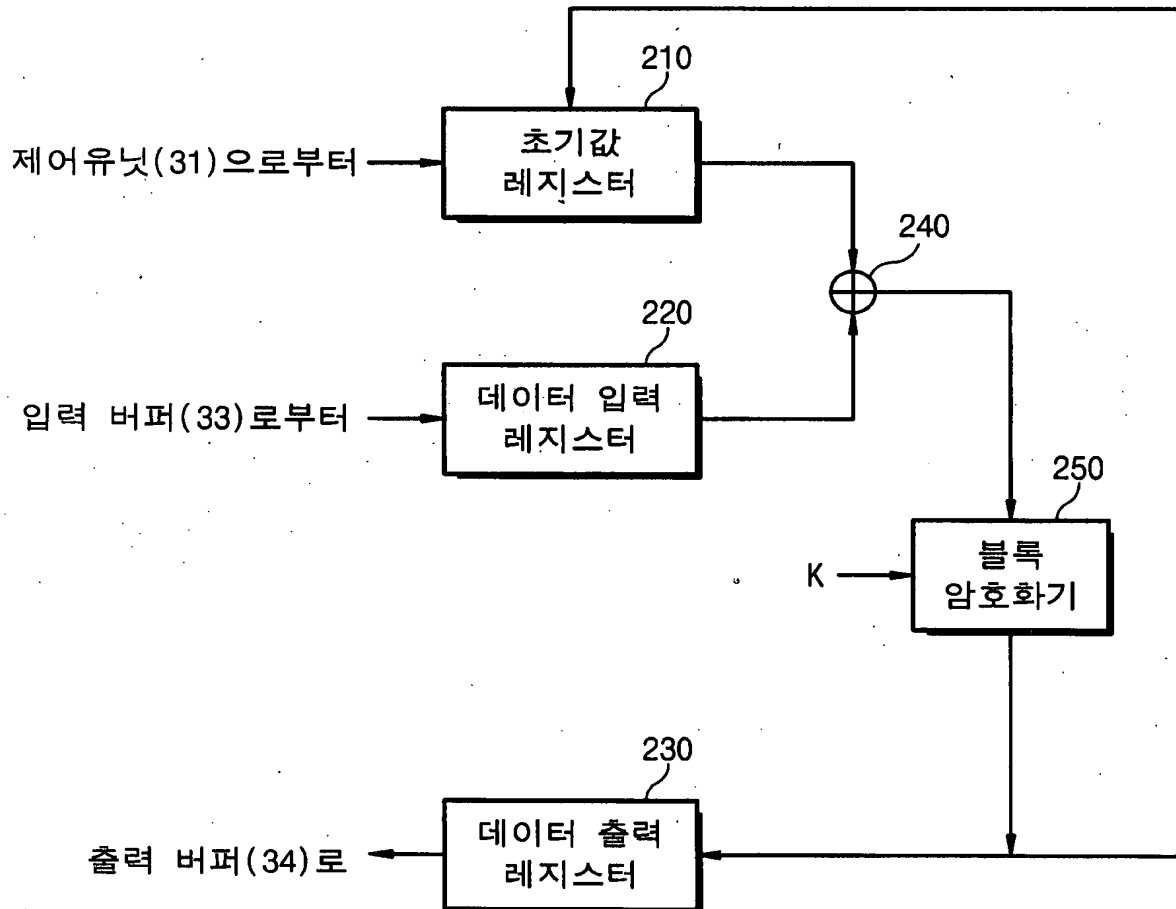 210
초기값
레지스터
제어유닛(31)으로부터
240
220
데이터 입력
레지스터
입력 버퍼(33)로부터
250
블록
암호화기
K
230
데이터 출력
레지스터
출력 버퍼(34)로